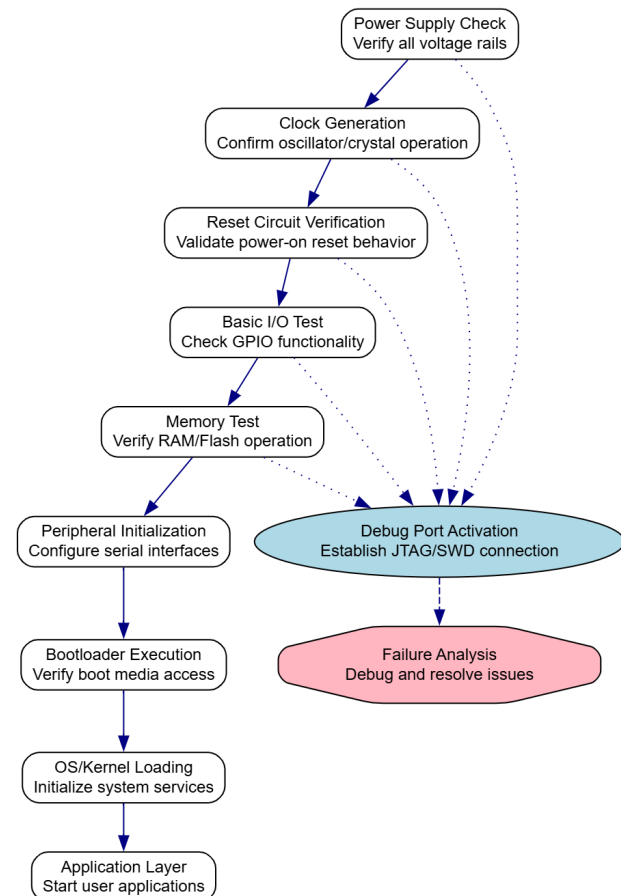 Power Supply Check
Verify all voltage rails
Clock Generation
Confirm oscillator/crystal operation
Reset Circuit Verification
Validate power-on reset behavior
Basic I/O Test
Check GPIO functionality
Memory Test
Verify RAM/Flash operation
Peripheral Initialization
Configure serial interfaces
Debug Port Activation
Establish JTAG/SWD connection
Bootloader Execution
Verify boot media access
Failure Analysis
Debug and resolve issues
OS/Kernel Loading
Initialize system services
Application Layer
Start user applications